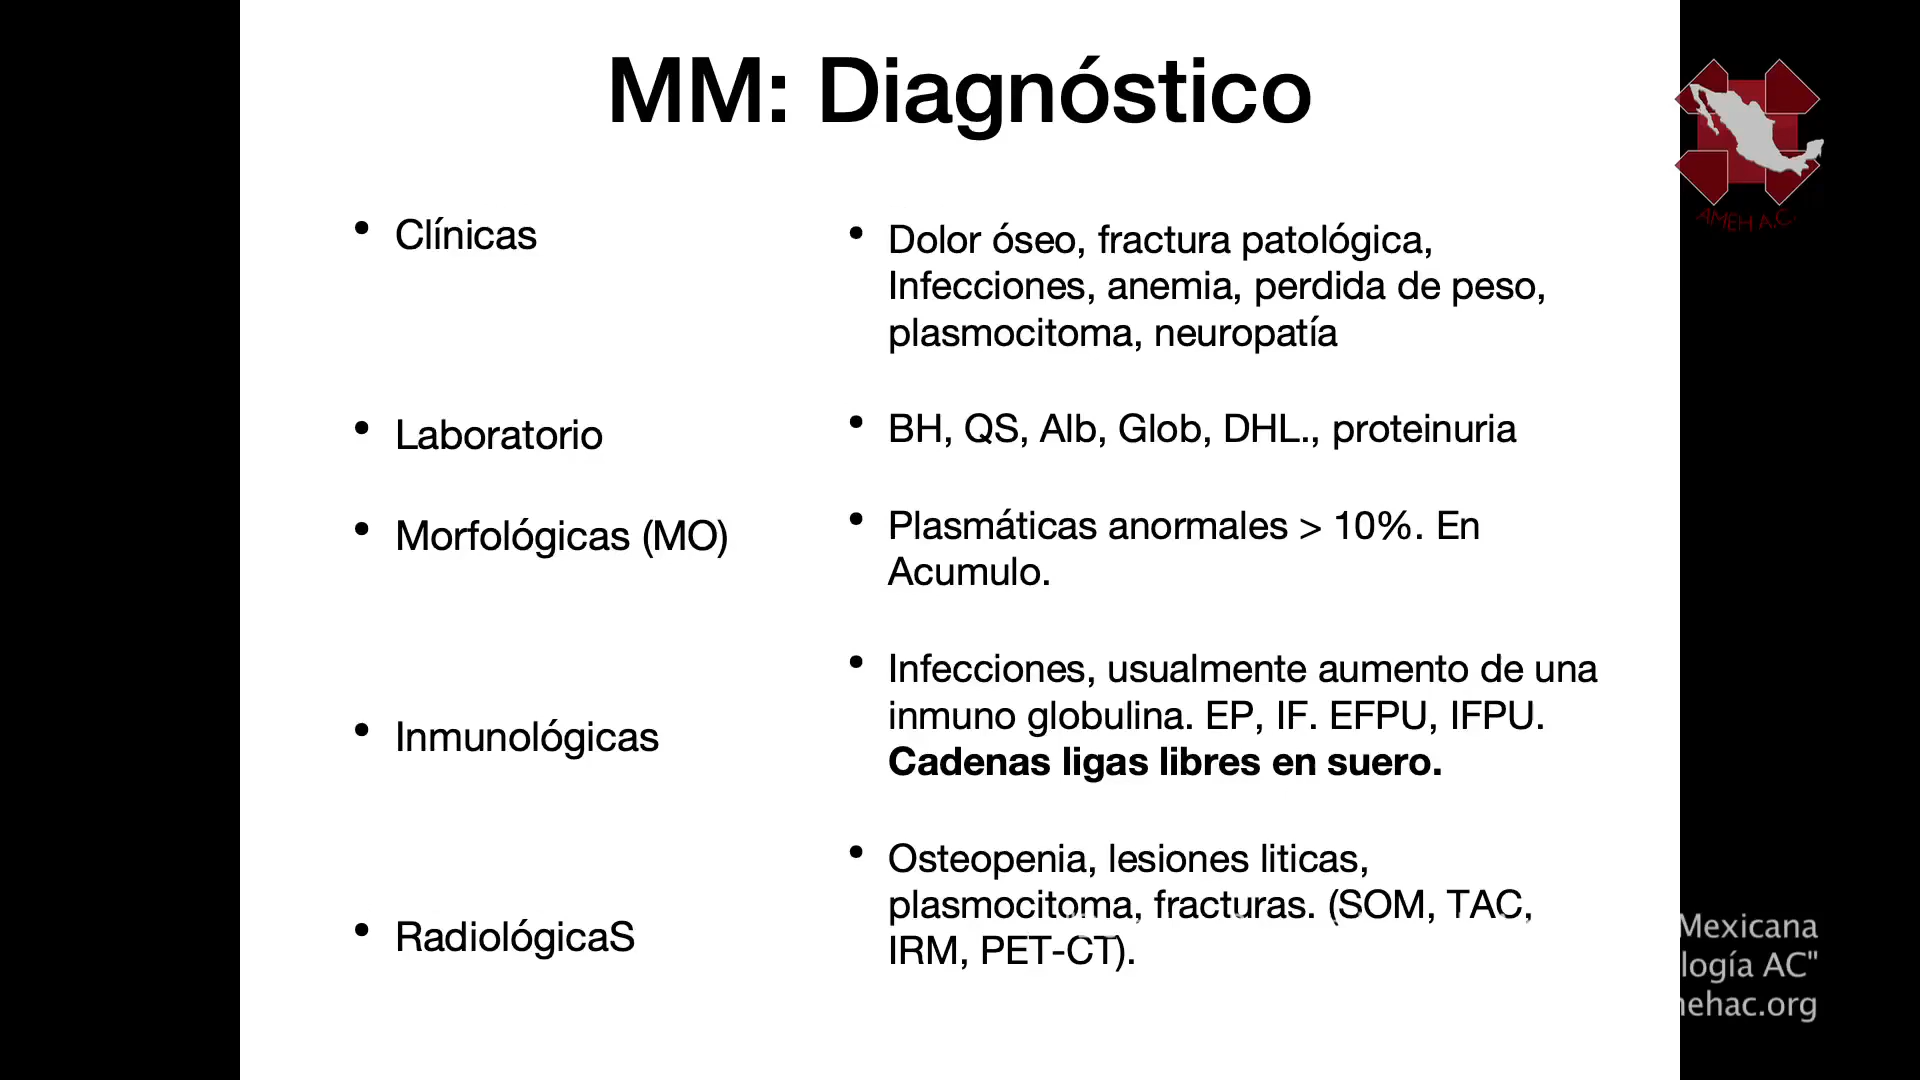 MM: Diagnóstico
AMEH A.C.
• Clínicas
• Dolor óseo, fractura patológica,
Infecciones, anemia, perdida de peso,
plasmocitoma, neuropatía
• Laboratorio
• BH, QS, Alb, Glob, DHL., proteinuria
• Morfológicas (MO)
• Plasmáticas anormales > 10%. En
Acumulo.
• Inmunológicas
• Infecciones, usualmente aumento de una
inmuno globulina. EP, IF. EFPU, IFPU.
Cadenas ligas libres en suero.
• RadiológicaS
• Osteopenia, lesiones liticas,
plasmocitoma, fracturas. (SOM, TAC,
IRM, PET-CT).
Mexicana
logía AC"
nehac.org